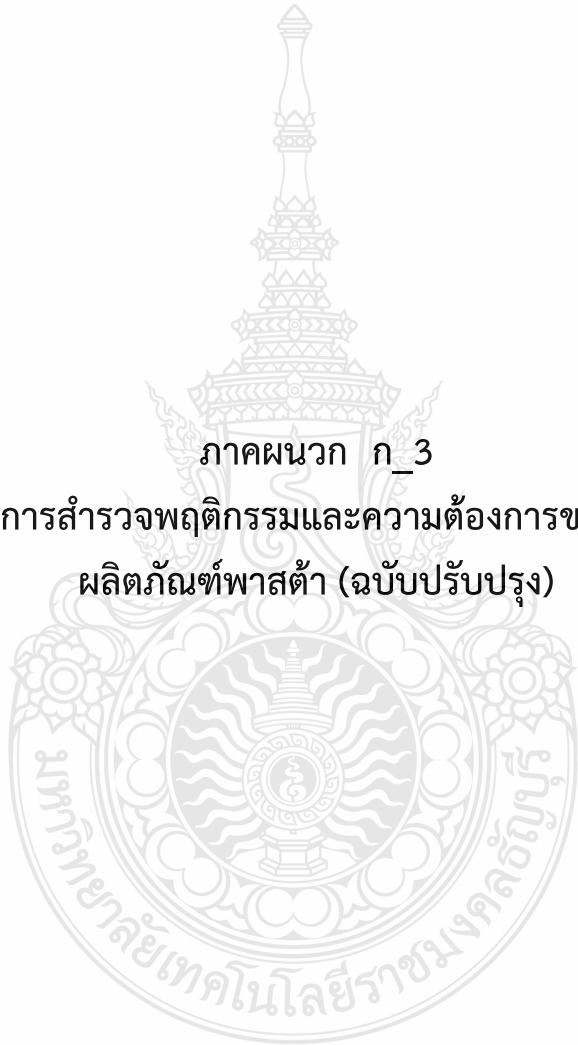 ภาคผนวก ก_3
การสำรวจพฤติกรรมและความต้องการข
ผลิตภัณฑ์พาสต้า (ฉบับปรับปรุง)
มหาวิทยาลัยเทคโนโลยีราชมงคลธัญบุรี